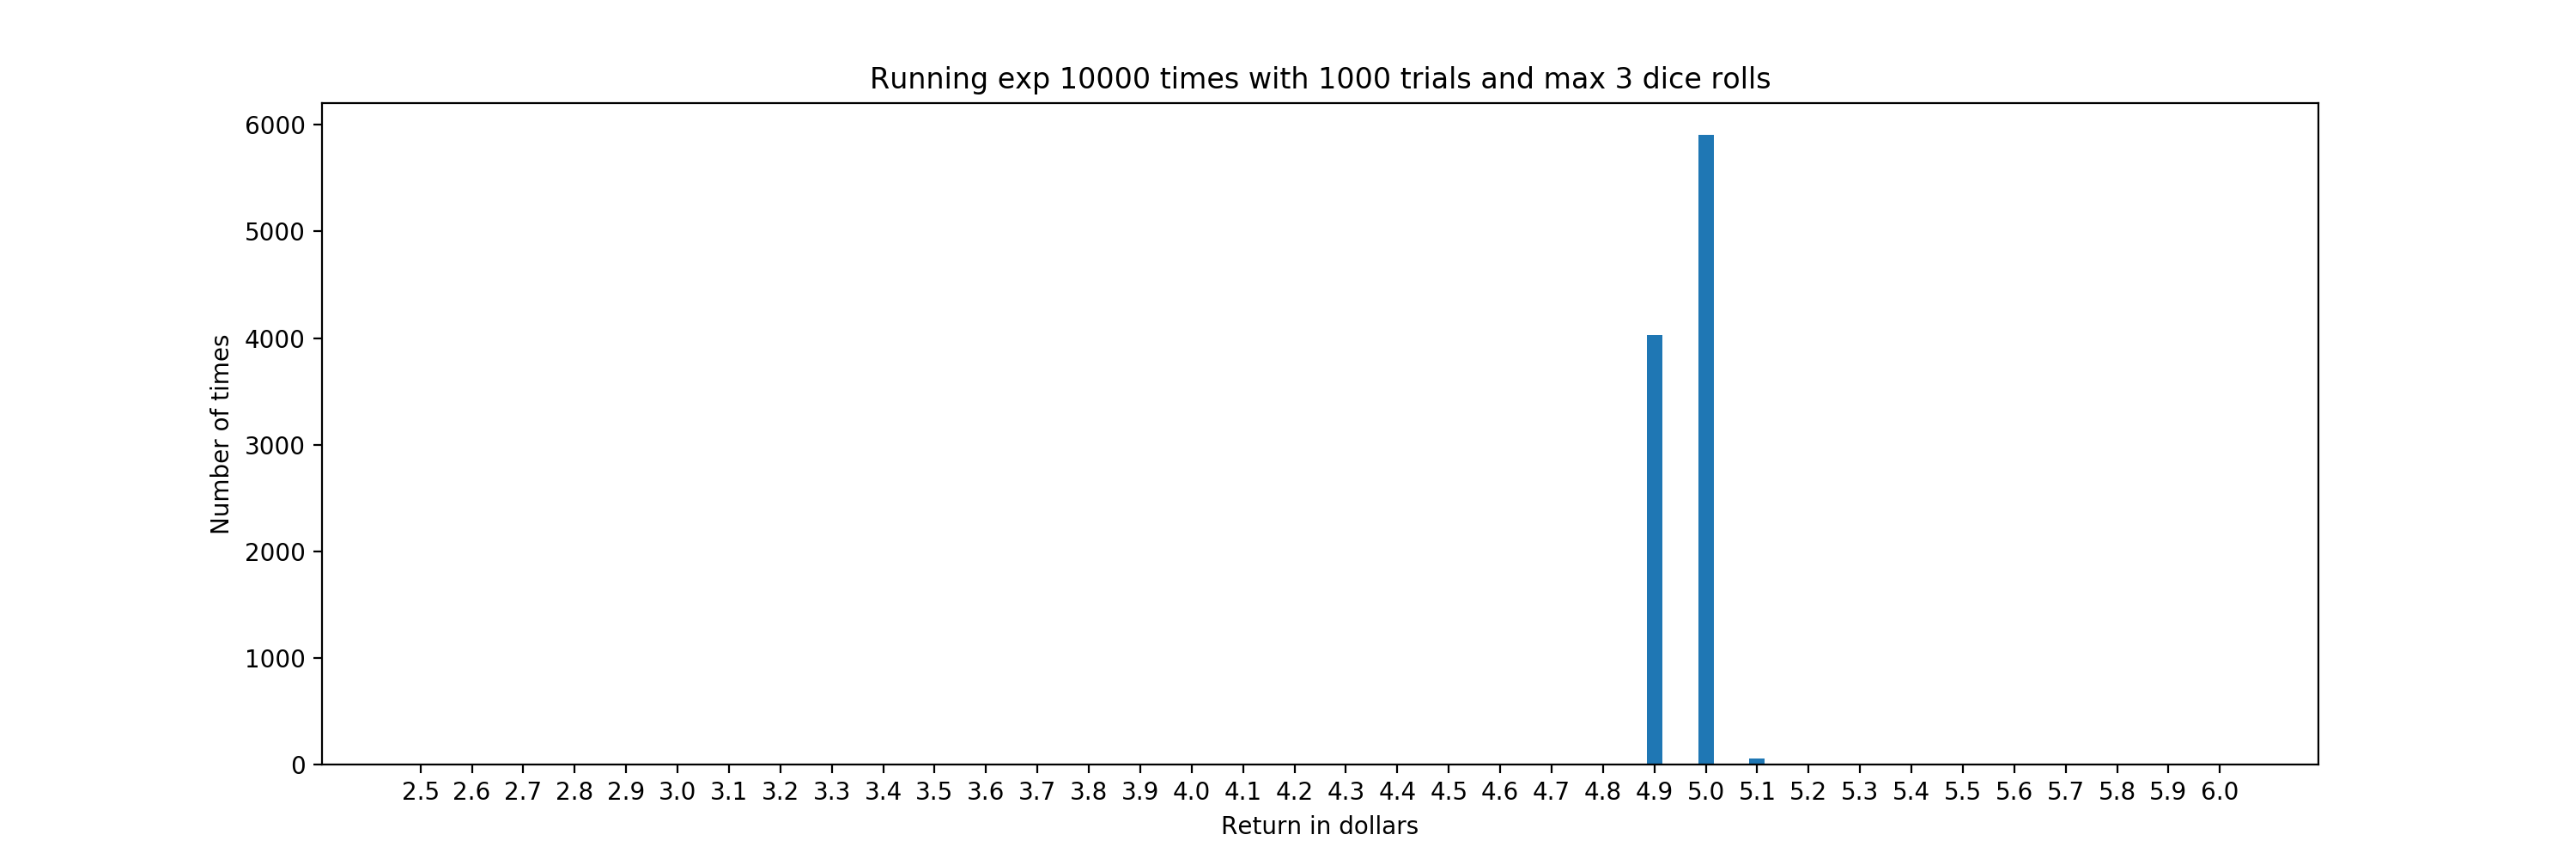 Running exp 10000 times with 1000 trials and max 3 dice rolls
6000
5000
4000
3000
2000
1000
0
Number of times
2.5 2.6 2.7 2.8 2.9 3.0 3.1 3.2 3.3 3.4 3.5 3.6 3.7 3.8 3.9 4.0 4.1 4.2 4.3 4.4 4.5 4.6 4.7 4.8 4.9 5.0 5.1 5.2 5.3 5.4 5.5 5.6 5.7 5.8 5.9 6.0
Return in dollars